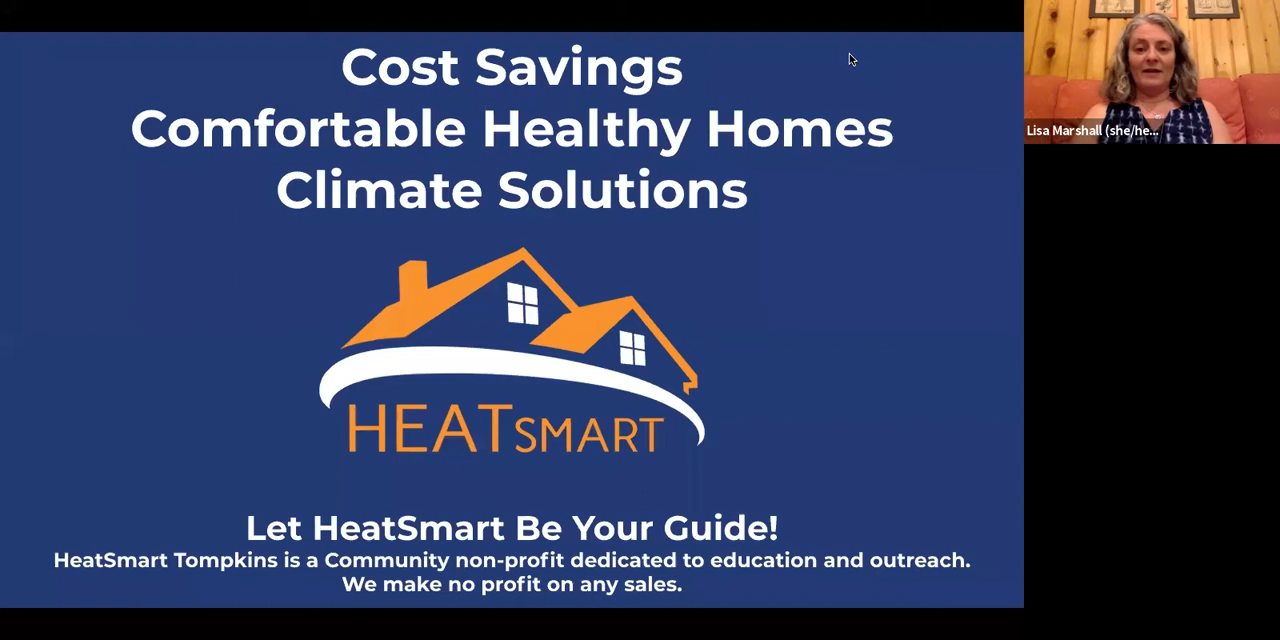 Cost Savings
Comfortable Healthy Homes
Climate Solutions
HEATSMART
Let HeatSmart Be Your Guide!
HeatSmart Tompkins is a Community non-profit dedicated to education and outreach.
We make no profit on any sales.
Lisa Marshall (she/he...